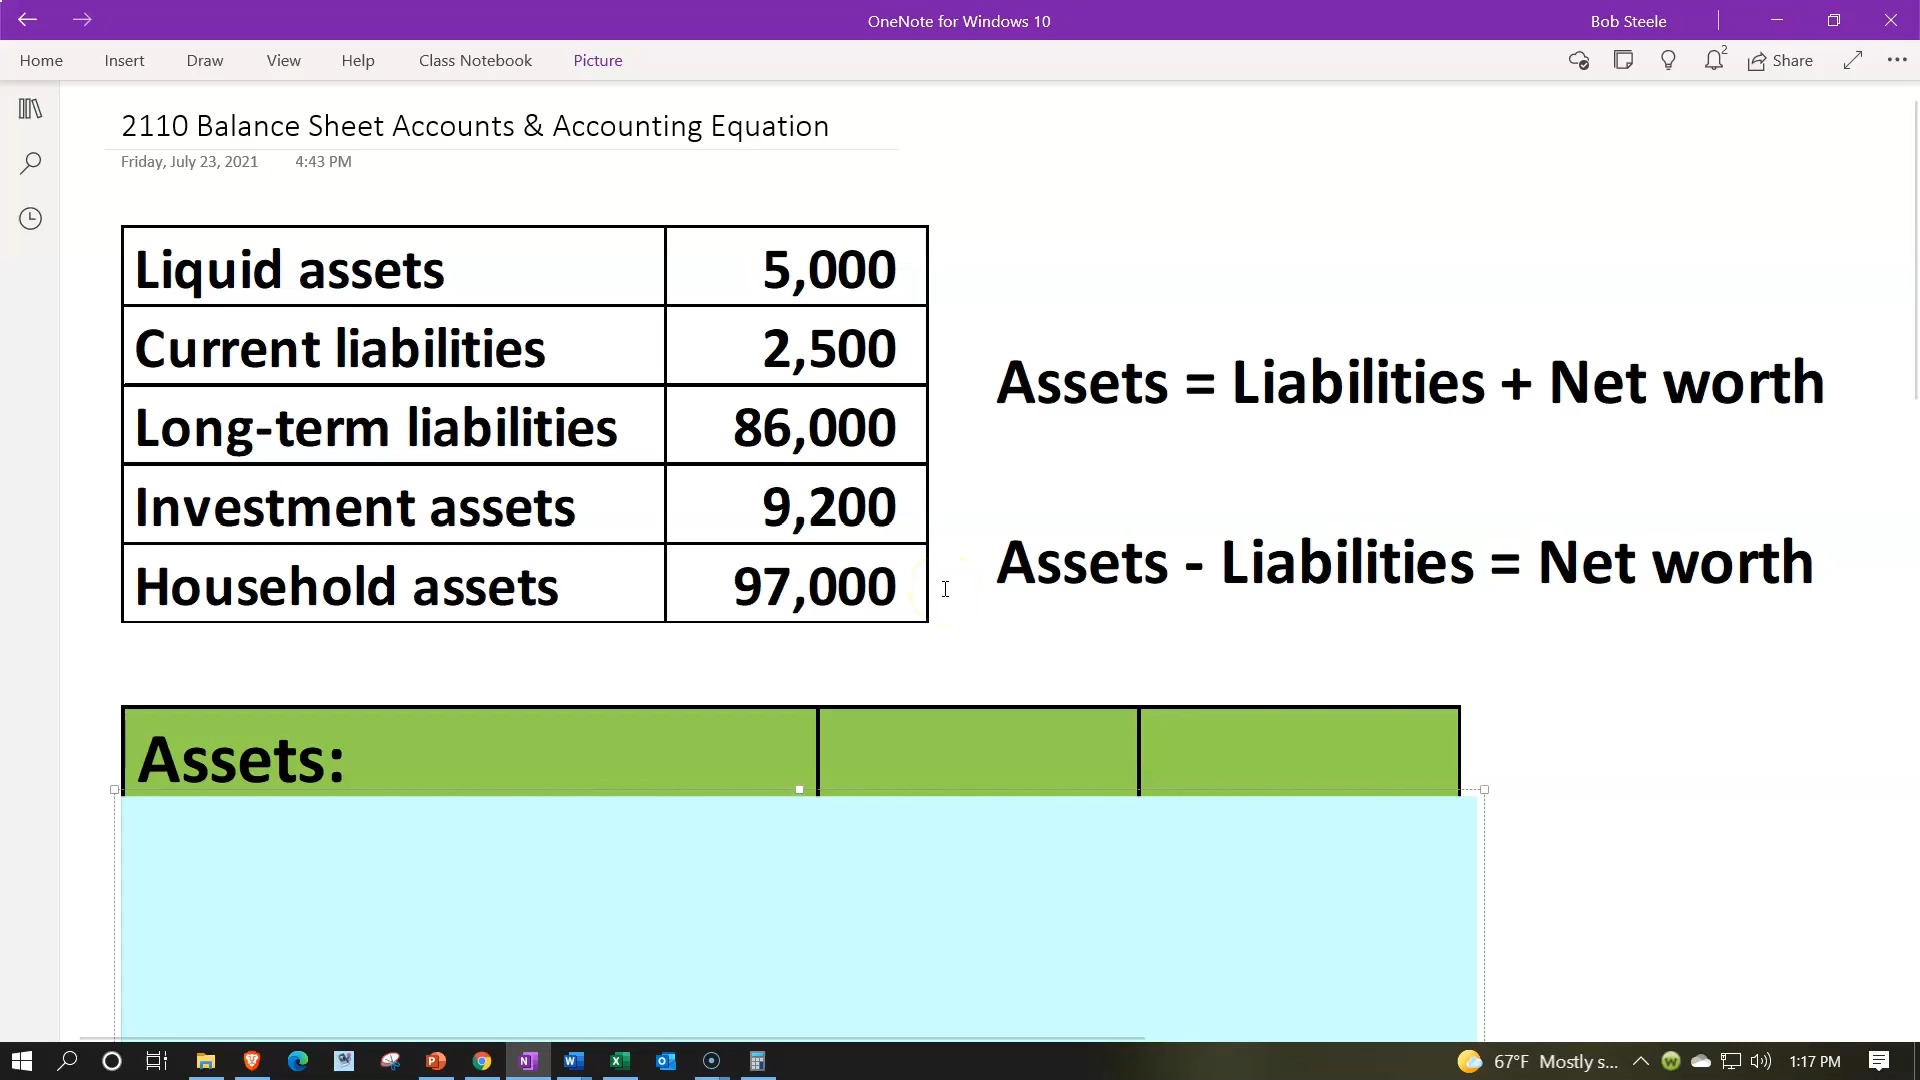 OneNote for Windows 10
Bob Steele
Home Insert Draw View Help Class Notebook Picture
2
Share
2110 Balance Sheet Accounts & Accounting Equation
Friday, July 23, 2021 4:43 PM
Liquid assets 5,000
Current liabilities 2,500
Long-term liabilities 86,000
Investment assets 9,200
Household assets 97,000
Assets = Liabilities + Net worth
Assets - Liabilities = Net worth
Assets:
67°F Mostly s...
1:17 PM